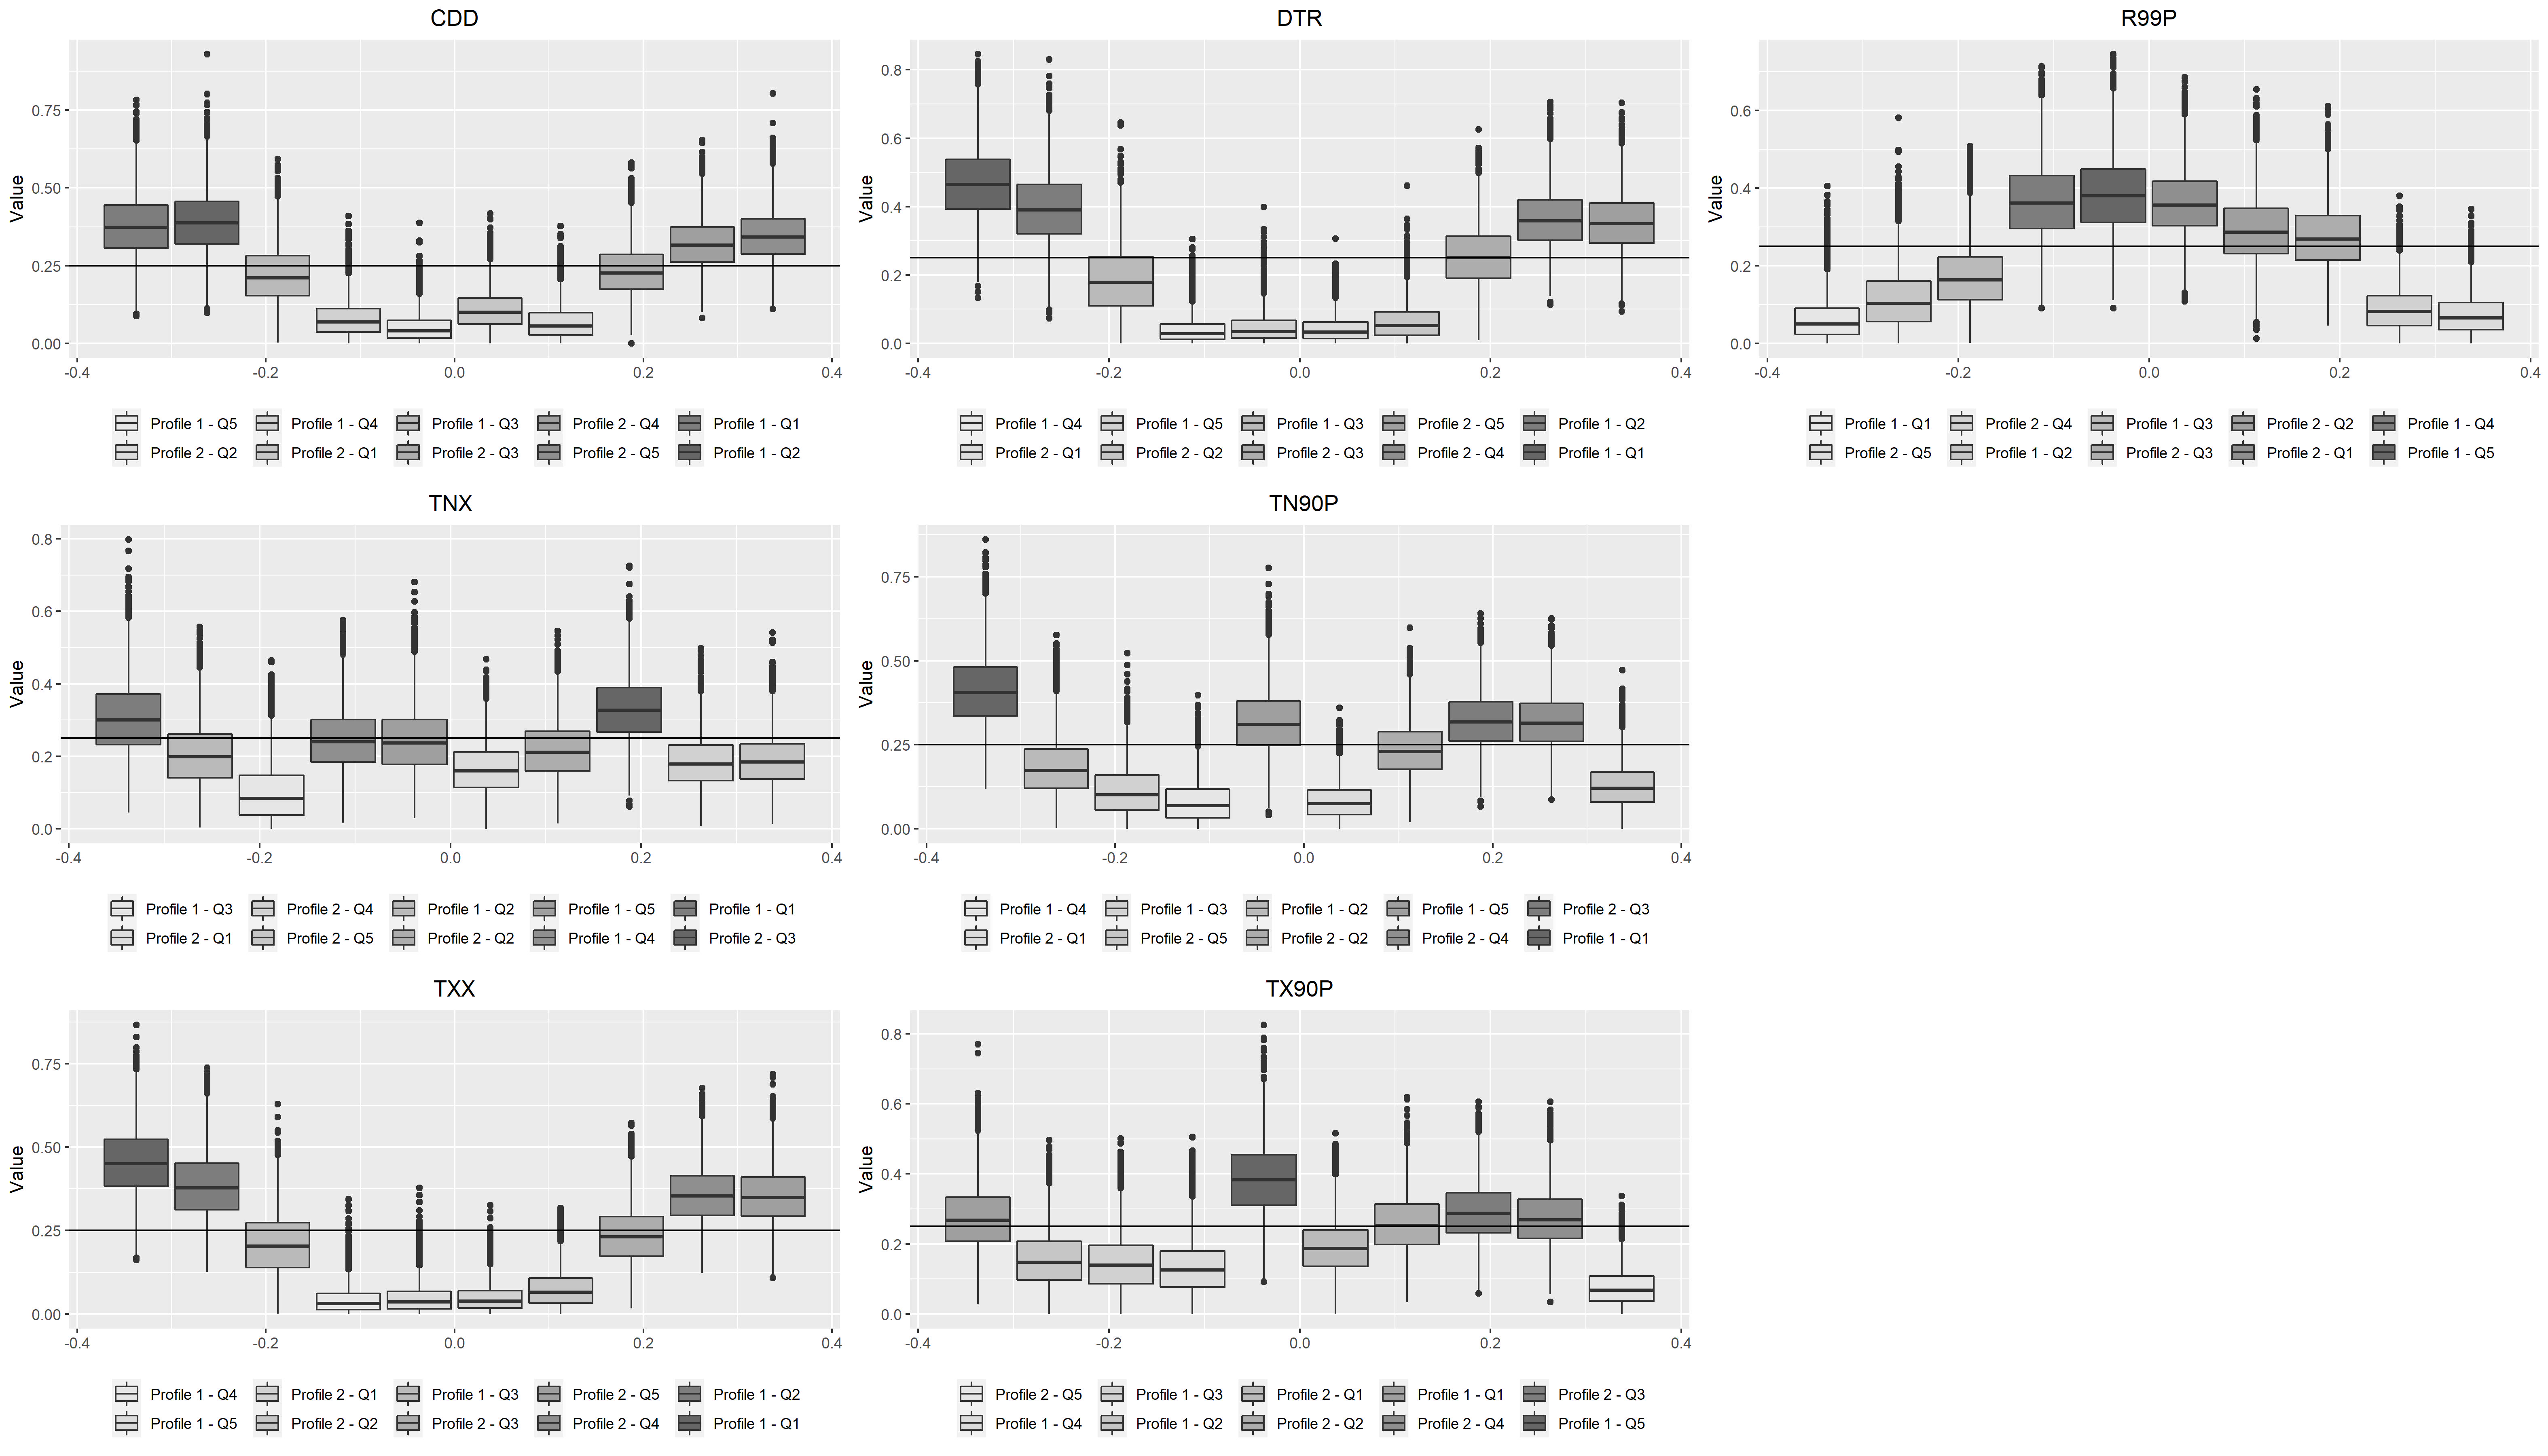 CDD
DTR
R99P
Value
0.75
0.50
0.25
0.00
-0.4
-0.2
0.0
0.2
0.4
Value
0.8
0.6
0.4
0.2
0.0
-0.4
-0.2
0.0
0.2
0.4
Value
0.6
0.4
0.2
0.0
-0.4
-0.2
0.0
0.2
0.4
Profile 1 - Q5 Profile 1 - Q4 Profile 1 - Q3 Profile 2 - Q4 Profile 1 - Q1
Profile 2 - Q2 Profile 2 - Q1 Profile 2 - Q3 Profile 2 - Q5 Profile 1 - Q2
Profile 1 - Q4 Profile 1 - Q5 Profile 1 - Q3 Profile 2 - Q5 Profile 1 - Q2
Profile 2 - Q1 Profile 2 - Q2 Profile 2 - Q3 Profile 2 - Q4 Profile 1 - Q1
Profile 1 - Q1 Profile 2 - Q4 Profile 1 - Q3 Profile 2 - Q2 Profile 1 - Q4
Profile 2 - Q5 Profile 1 - Q2 Profile 2 - Q3 Profile 2 - Q1 Profile 1 - Q5
TNX
TN90P
Value
0.8
0.6
0.4
0.2
0.0
-0.4
-0.2
0.0
0.2
0.4
Value
0.75
0.50
0.25
0.00
-0.4
-0.2
0.0
0.2
0.4
Profile 1 - Q3 Profile 2 - Q4 Profile 1 - Q2 Profile 1 - Q5 Profile 1 - Q1
Profile 2 - Q1 Profile 2 - Q5 Profile 2 - Q2 Profile 1 - Q4 Profile 2 - Q3
Profile 1 - Q4 Profile 1 - Q3 Profile 1 - Q2 Profile 1 - Q5 Profile 2 - Q3
Profile 2 - Q1 Profile 2 - Q5 Profile 2 - Q2 Profile 2 - Q4 Profile 1 - Q1
TXX
TX90P
Value
0.75
0.50
0.25
0.00
-0.4
-0.2
0.0
0.2
0.4
Value
0.8
0.6
0.4
0.2
0.0
-0.4
-0.2
0.0
0.2
0.4
Profile 1 - Q4 Profile 2 - Q1 Profile 1 - Q3 Profile 2 - Q5 Profile 1 - Q2
Profile 1 - Q5 Profile 2 - Q2 Profile 2 - Q3 Profile 2 - Q4 Profile 1 - Q1
Profile 2 - Q5 Profile 1 - Q3 Profile 2 - Q1 Profile 1 - Q1 Profile 2 - Q3
Profile 1 - Q4 Profile 1 - Q2 Profile 2 - Q2 Profile 2 - Q4 Profile 1 - Q5